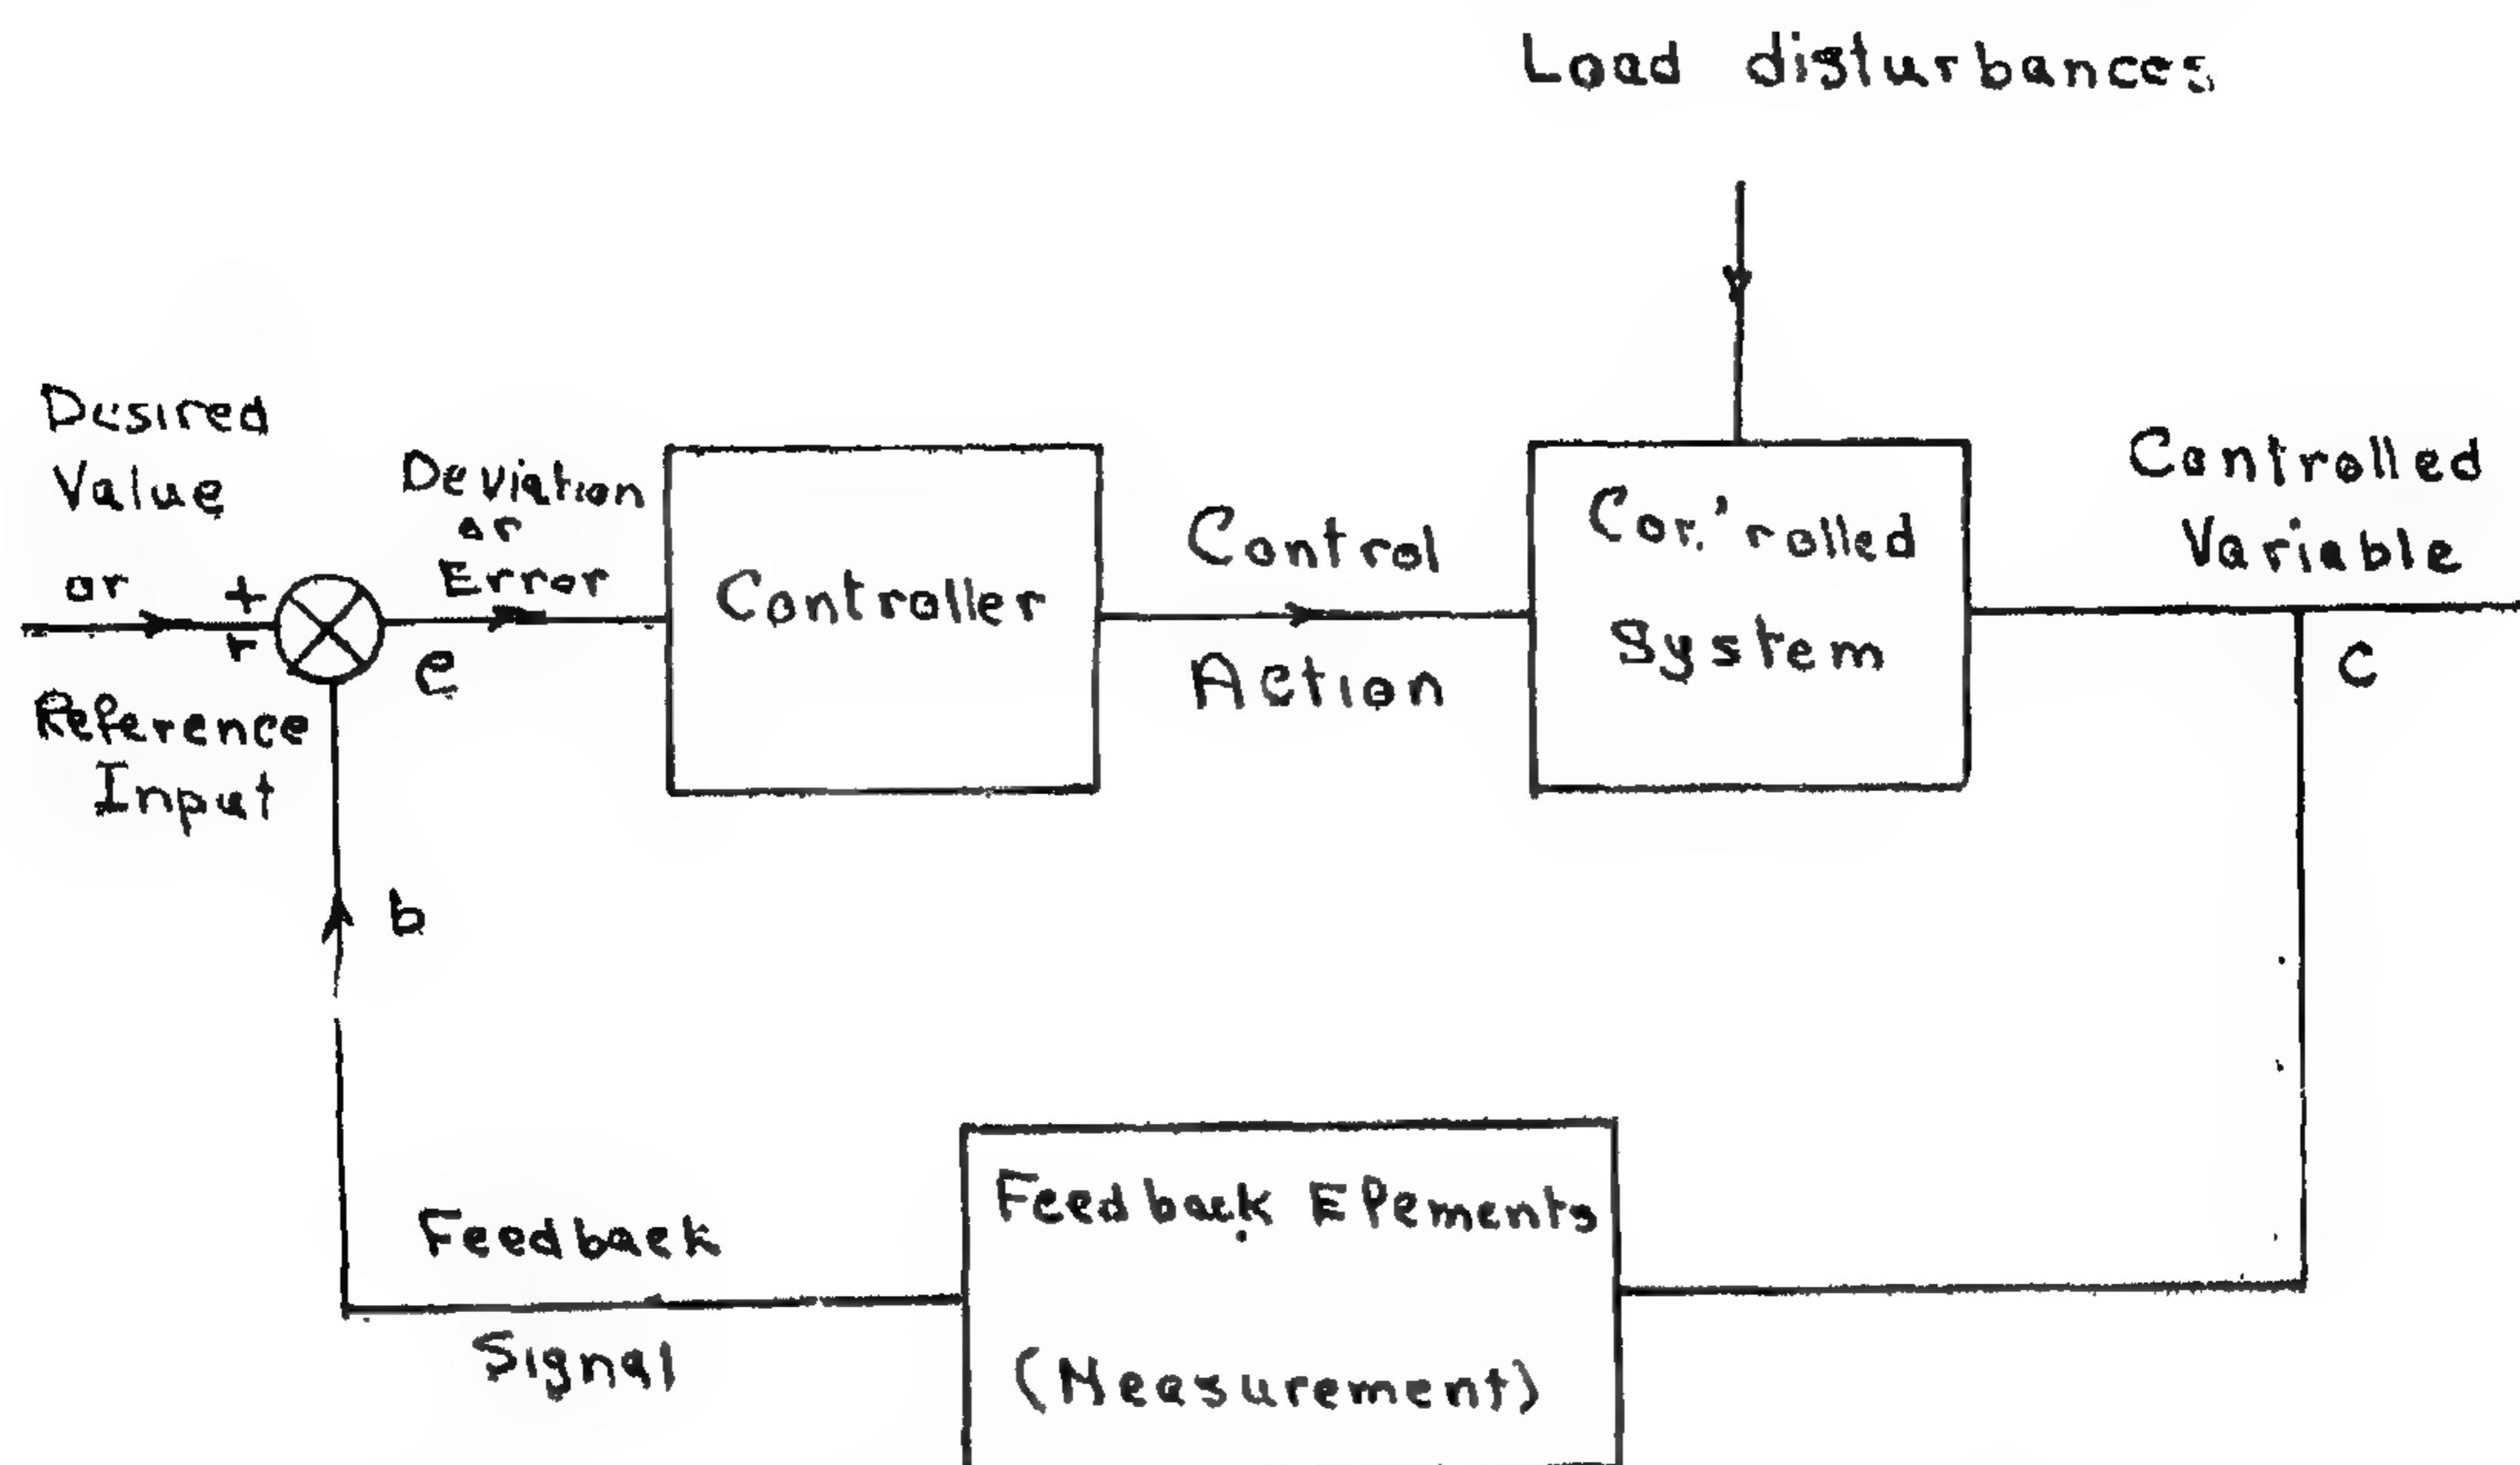 Load disturbances
Desired
Value
or
+
r
Reference
Input
Deviation
or
Error
e
Controller
Control
Action
Controlled
System
Controlled
Variable
C
b
Feedback
Signal
Feedback Elements
(Measurement)